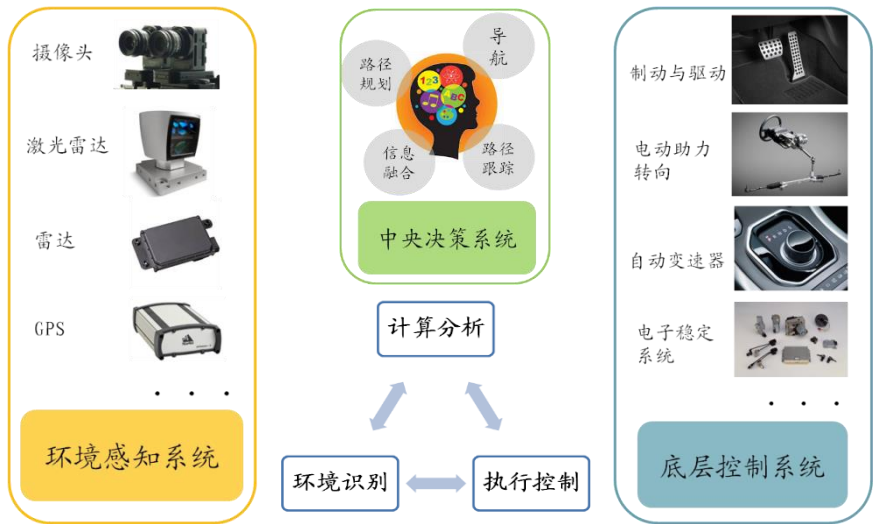 摄像头
激光雷达
雷达
GPS
. . .
环境感知系统
路径
规划
导
航
123
ABC
信息
融合
路径
跟踪
中央决策系统
计算分析
环境识别
执行控制
制动与驱动
电动助力
转向
自动变速器
电子稳定
系统
. . .
底层控制系统